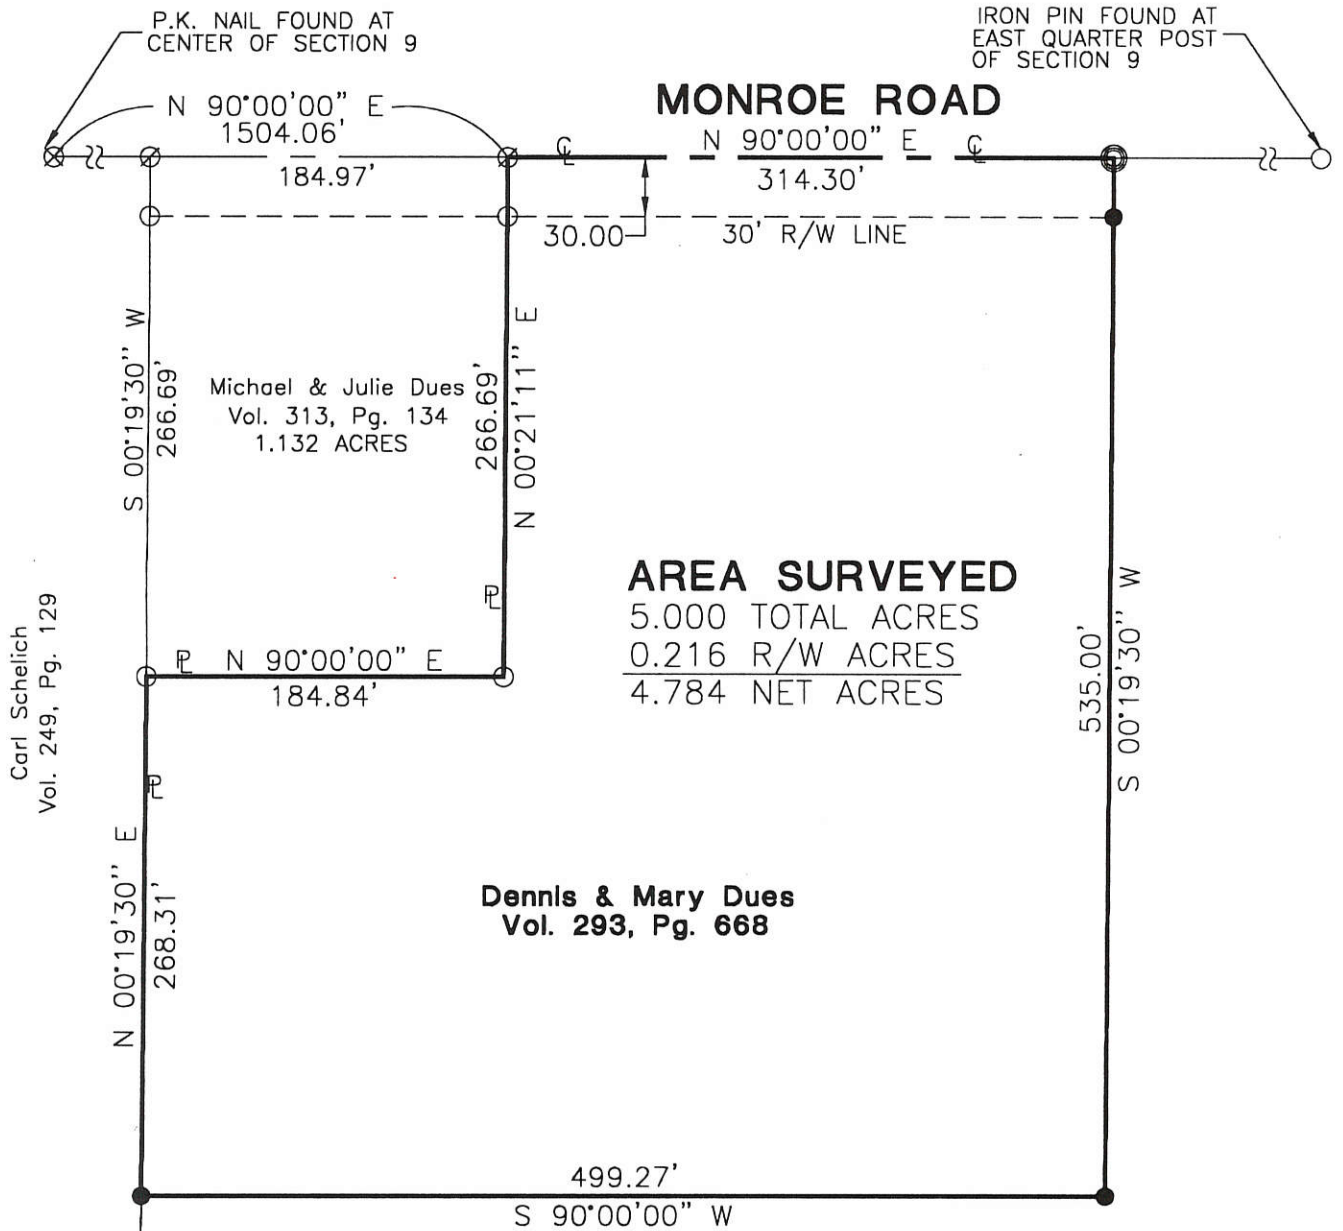 P.K. NAIL FOUND AT
CENTER OF SECTION 9
IRON PIN FOUND AT
EAST QUARTER POST
OF SECTION 9
MONROE ROAD
N 90°00'00" E
1504.06'
184.97'
℄
N 90°00'00" E
℄
314.30'
30.00
30' R/W LINE
S 00°19'30" W
266.69'
Michael & Julie Dues
Vol. 313, Pg. 134
1.132 ACRES
266.69'
N 00°21'11" E
PL
AREA SURVEYED
5.000 TOTAL ACRES
0.216 R/W ACRES
4.784 NET ACRES
535.00'
S 00°19'30" W
Carl Schelich
Vol. 249, Pg. 129
PL
N 90°00'00" E
184.84'
PL
N 00°19'30" E
268.31'
Dennis & Mary Dues
Vol. 293, Pg. 668
499.27'
S 90°00'00" W